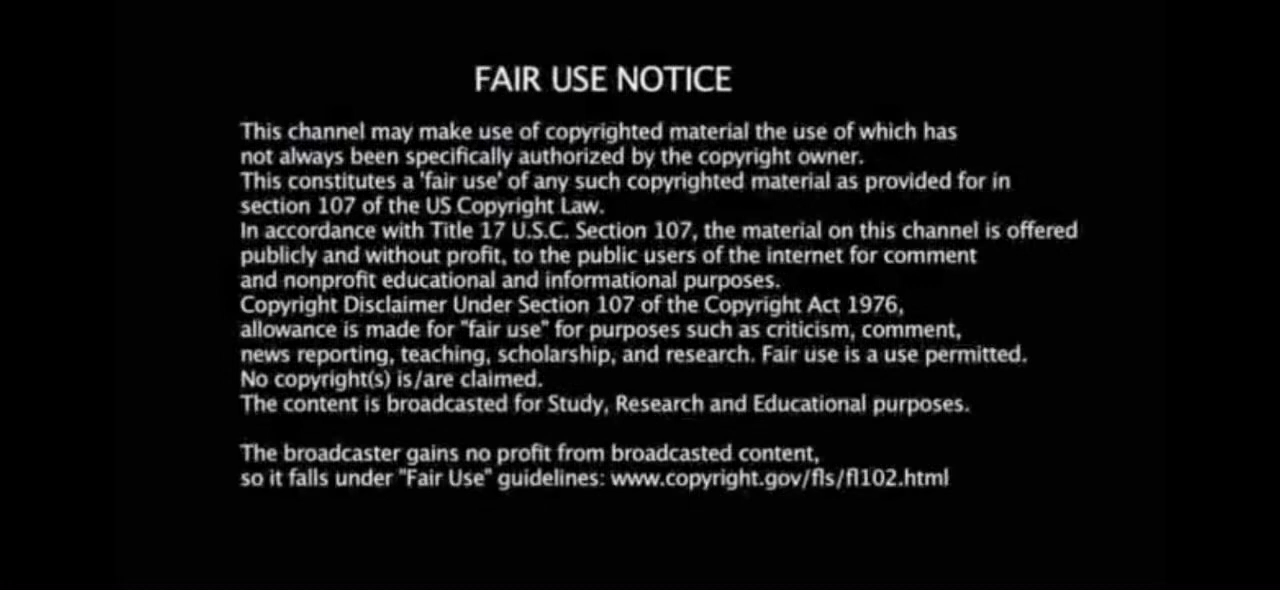 FAIR USE NOTICE
This channel may make use of copyrighted material the use of which has
not always been specifically authorized by the copyright owner.
This constitutes a 'fair use' of any such copyrighted material as provided for in
section 107 of the US Copyright Law.
In accordance with Title 17 U.S.C. Section 107, the material on this channel is offered
publicly and without profit, to the public users of the internet for comment
and nonprofit educational and informational purposes.
Copyright Disclaimer Under Section 107 of the Copyright Act 1976,
allowance is made for "fair use" for purposes such as criticism, comment,
news reporting, teaching, scholarship, and research. Fair use is a use permitted.
No copyright(s) is/are claimed.
The content is broadcasted for Study, Research and Educational purposes.
The broadcaster gains no profit from broadcasted content,
so it falls under "Fair Use" guidelines: www.copyright.gov/fls/fl102.html